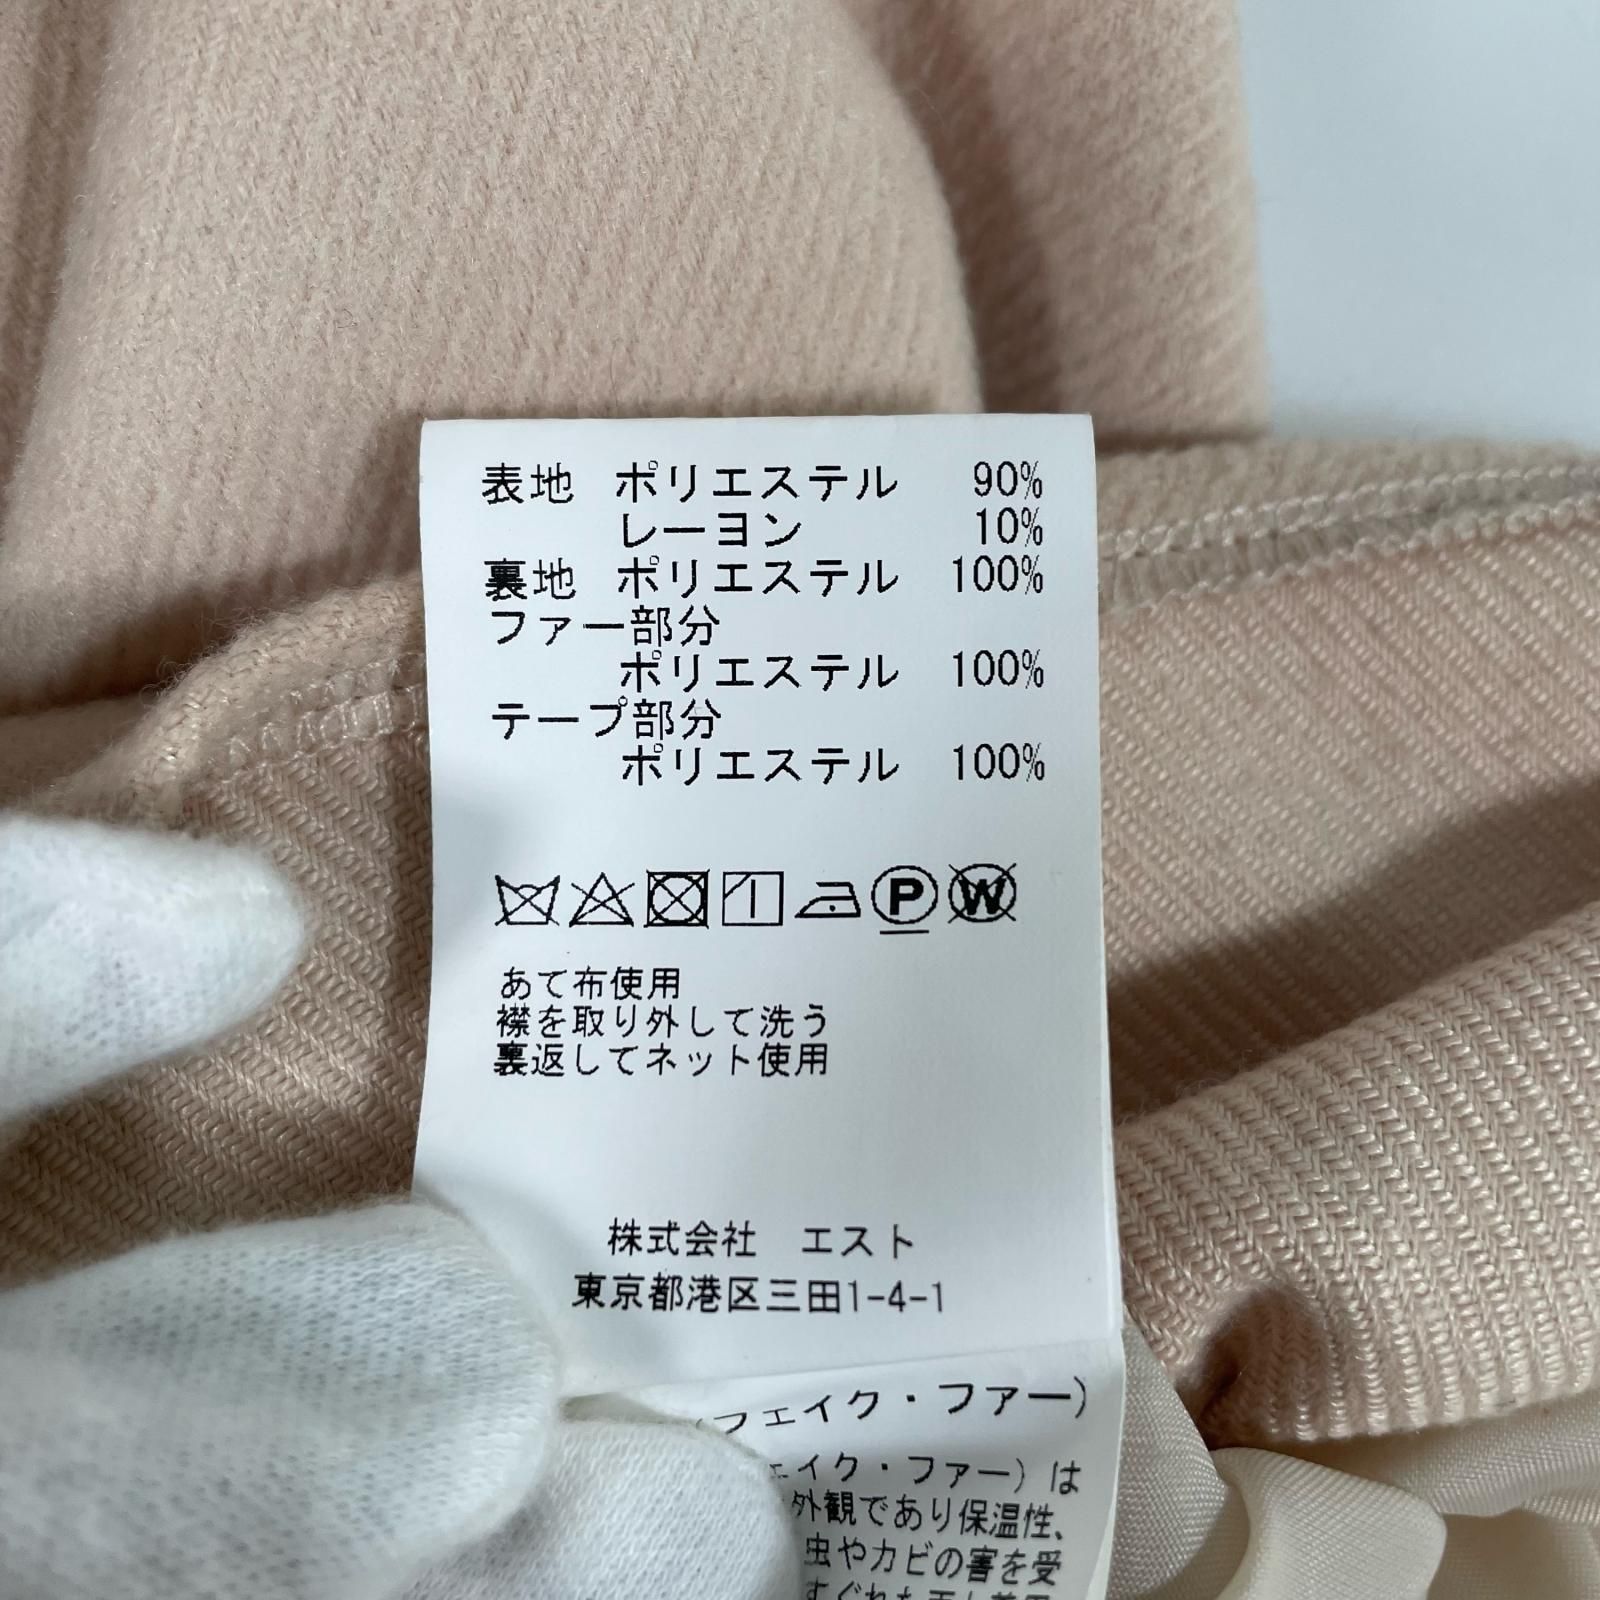 表地 ポリエステル 90%
レーヨン 10%
裏地 ポリエステル 100%
ファー部分
ポリエステル 100%
テープ部分
ポリエステル 100%
P W
あて布使用
襟を取り外して洗う
裏返してネット使用
株式会社 エスト
東京都港区三田1-4-1
(フェイク・ファー)
ェイク・ファー)は
外観であり保温性、
虫やカビの害を受